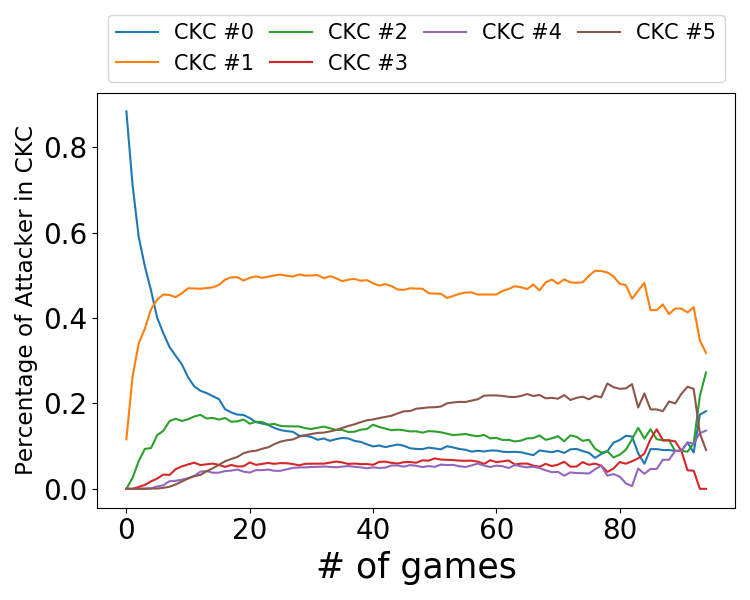 CKC #0 CKC #2 CKC #4 CKC #5
CKC #1 CKC #3
Percentage of Attacker in CKC
0.8
0.6
0.4
0.2
0.0
0 20 40 60 80
# of games